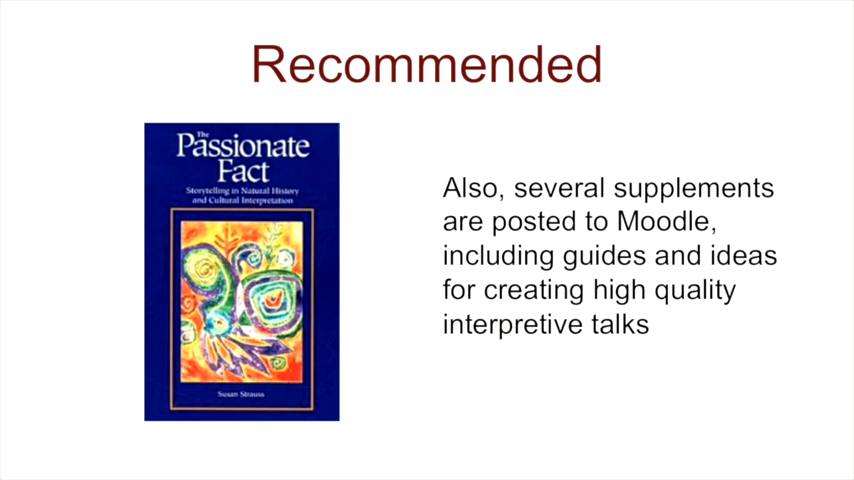 Recommended
The
Passionate
Fact
Storytelling in Natural History
and Cultural Interpretation
Susan Strauss
Also, several supplements
are posted to Moodle,
including guides and ideas
for creating high quality
interpretive talks